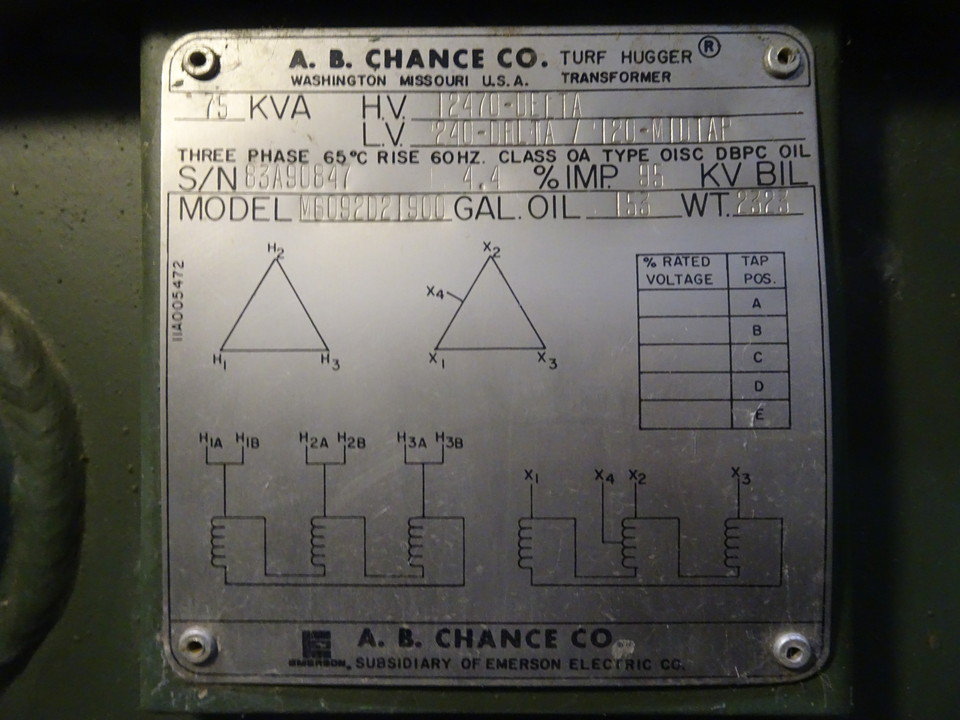 A. B. CHANCE CO. TURF HUGGER®
WASHINGTON MISSOURI U.S.A. TRANSFORMER
75 KVA H.V. 12470-DELTA
L.V. 240-DELTA / 120-MIDTAP
THREE PHASE 65°C RISE 60HZ. CLASS OA TYPE OISC DBPC OIL
S/N 83A90847 4.4 % IMP. 95 KV BIL
MODEL M6092D21900 GAL. OIL 153 WT. 2323
11A005472
H2
H1 H3
X2
X4
X1 X3
% RATED VOLTAGE TAP POS.
A
B
C
D
E
H1A H1B H2A H2B H3A H3B
X1 X4 X2 X3
A. B. CHANCE CO.
EMERSON® SUBSIDIARY OF EMERSON ELECTRIC CO.